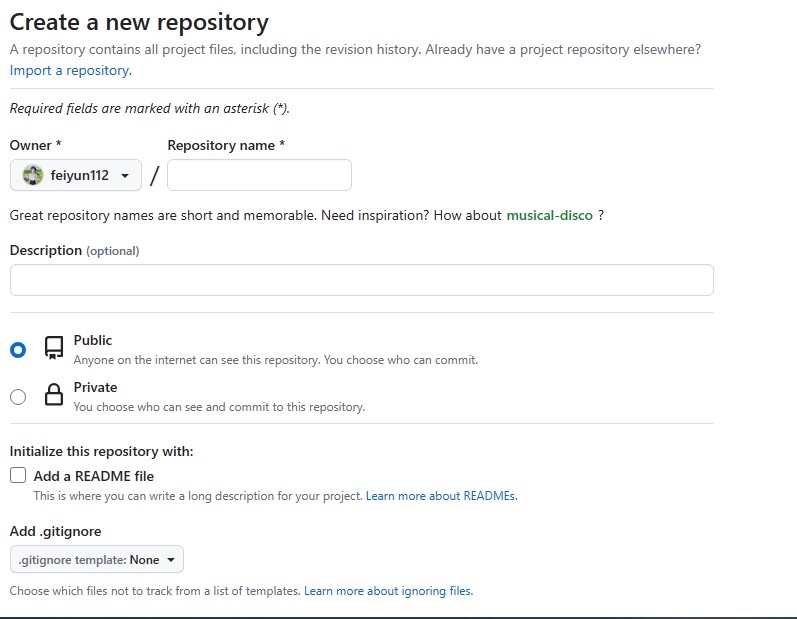 Create a new repository
A repository contains all project files, including the revision history. Already have a project repository elsewhere?
Import a repository.
Required fields are marked with an asterisk (*).
Owner * Repository name *
feiyun112 /
Great repository names are short and memorable. Need inspiration? How about musical-disco ?
Description (optional)
Public
Anyone on the internet can see this repository. You choose who can commit.
Private
You choose who can see and commit to this repository.
Initialize this repository with:
Add a README file
This is where you can write a long description for your project. Learn more about READMEs.
Add .gitignore
.gitignore template: None
Choose which files not to track from a list of templates. Learn more about ignoring files.